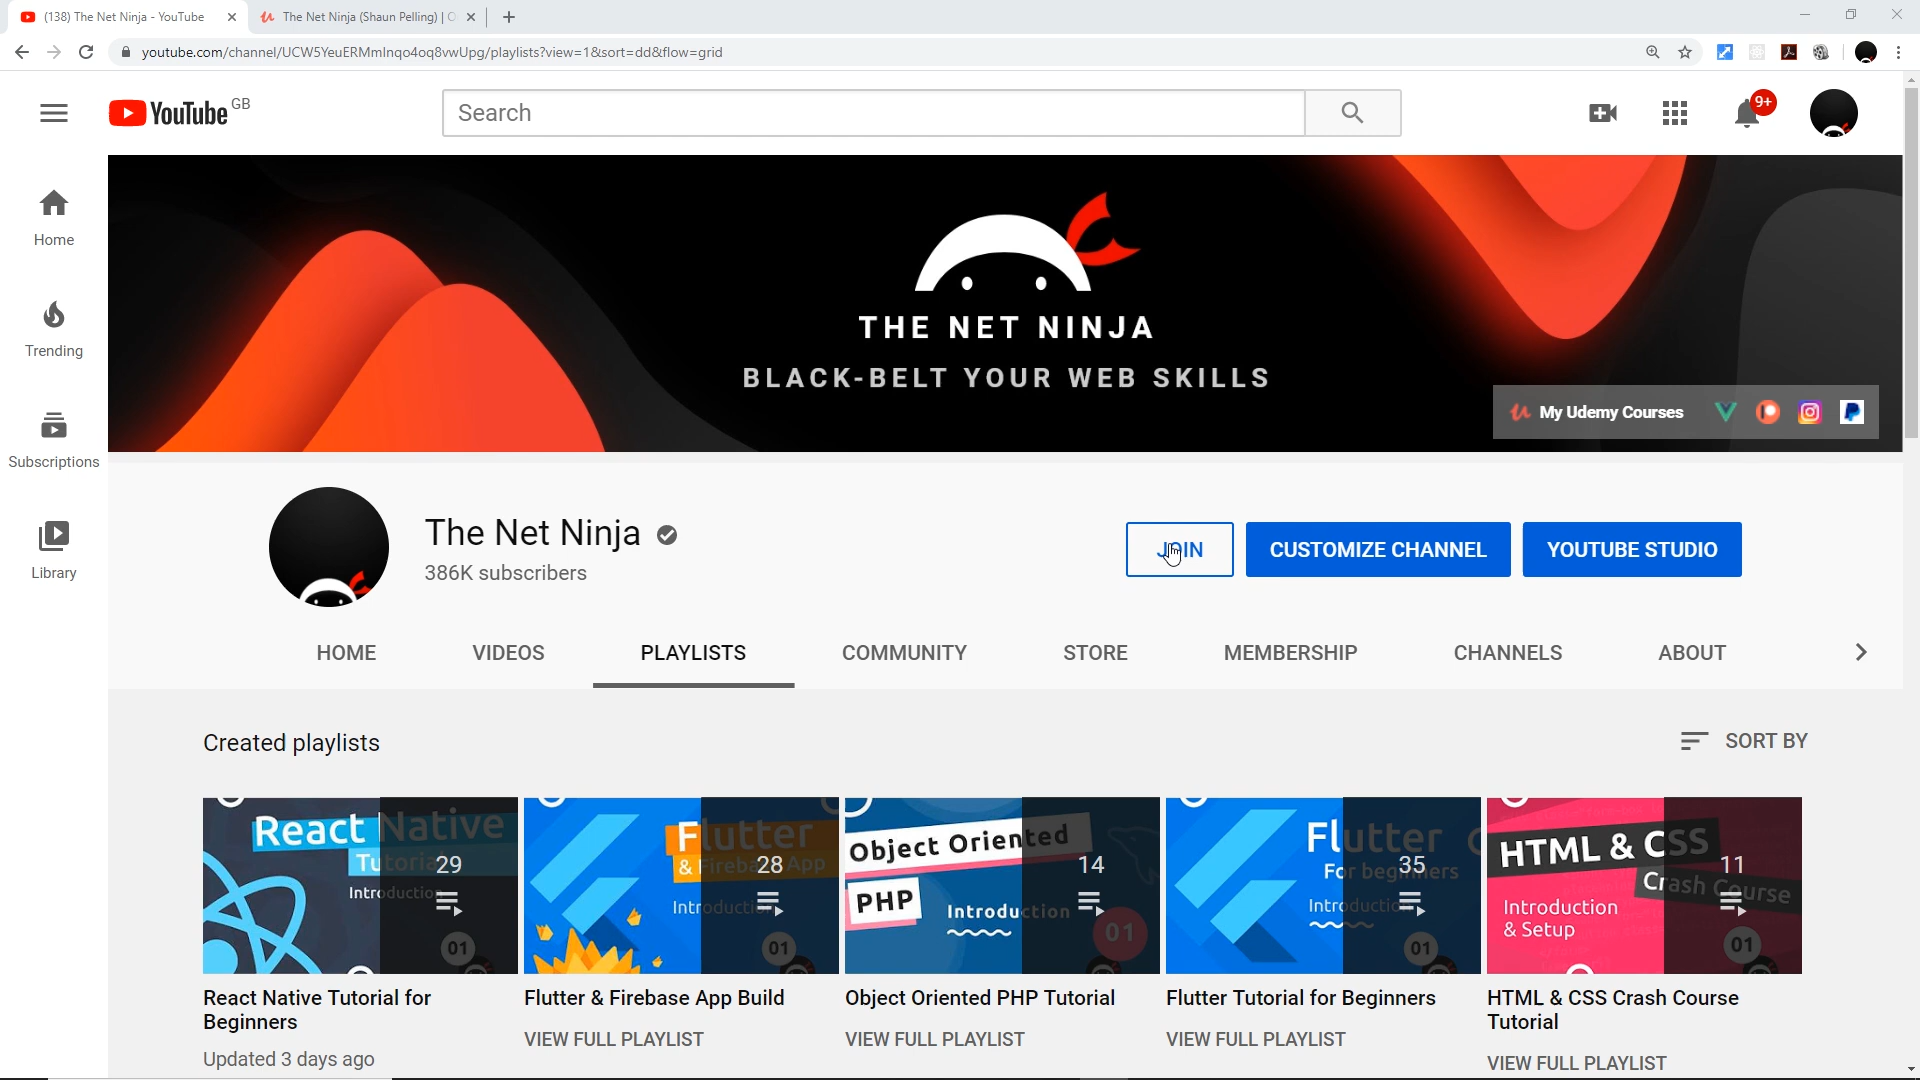 (138) The Net Ninja - YouTube
The Net Ninja (Shaun Pelling) |
youtube.com/channel/UCW5YeuERMmlnqo4oq8vwUpg/playlists?view=1&sort=dd&flow=grid
YouTube GB
Search
9+
Home
Trending
Subscriptions
Library
THE NET NINJA
BLACK-BELT YOUR WEB SKILLS
My Udemy Courses
The Net Ninja
386K subscribers
JOIN
CUSTOMIZE CHANNEL
YOUTUBE STUDIO
HOME
VIDEOS
PLAYLISTS
COMMUNITY
STORE
MEMBERSHIP
CHANNELS
ABOUT
Created playlists
SORT BY
React Native
Tutorial
Introduction
29
01
Flutter
& Firebase App
Introduction
28
01
Object Oriented
PHP
Introduction
14
01
Flutter
For beginners
Introduction
35
01
HTML & CSS
Crash Course
Introduction
& Setup
11
01
React Native Tutorial for
Beginners
Updated 3 days ago
Flutter & Firebase App Build
VIEW FULL PLAYLIST
Object Oriented PHP Tutorial
VIEW FULL PLAYLIST
Flutter Tutorial for Beginners
VIEW FULL PLAYLIST
HTML & CSS Crash Course
Tutorial
VIEW FULL PLAYLIST